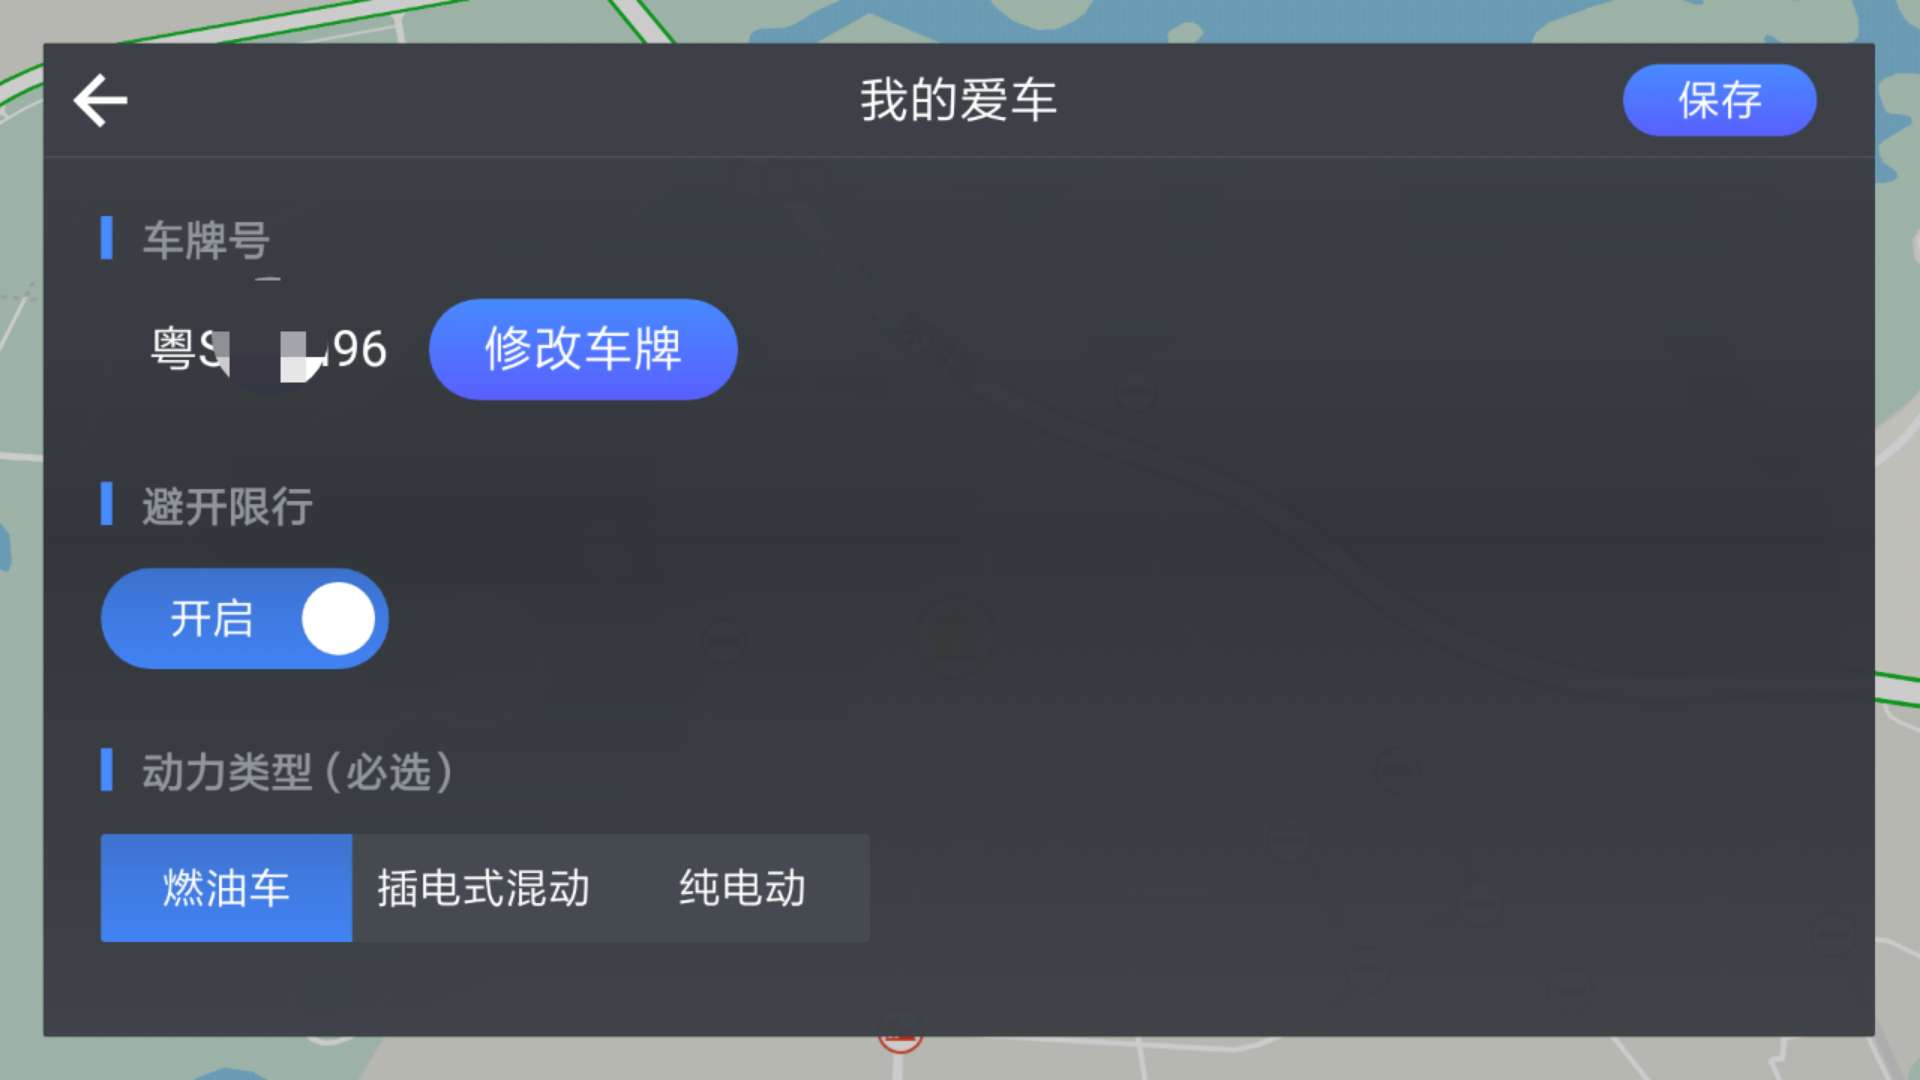 我的爱车
保存
车牌号
粤S 96
修改车牌
避开限行
开启
动力类型(必选)
燃油车 插电式混动 纯电动